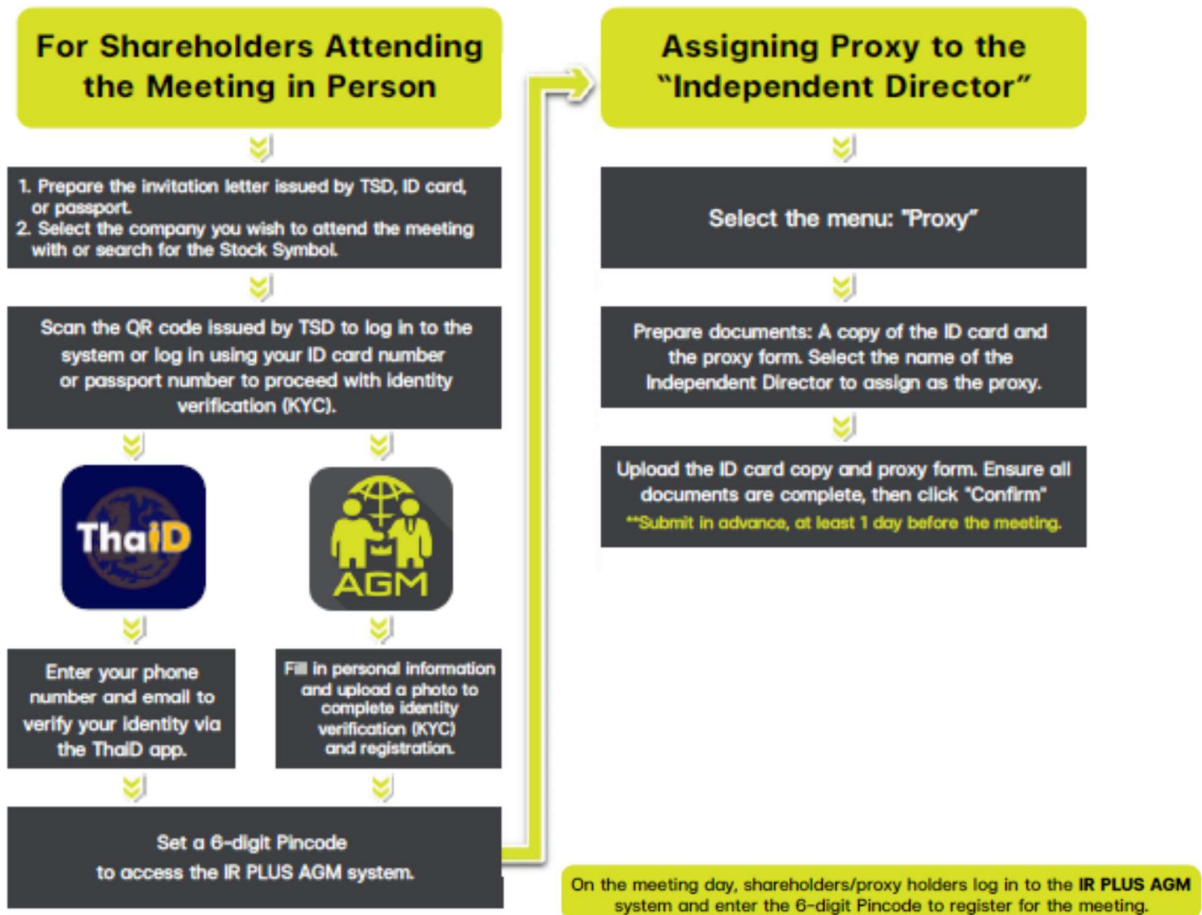 For Shareholders Attending
the Meeting in Person
1. Prepare the invitation letter issued by TSD, ID card,
or passport.
2. Select the company you wish to attend the meeting
with or search for the Stock Symbol.
Scan the QR code issued by TSD to log in to the
system or log in using your ID card number
or passport number to proceed with identity
verification (KYC).
ThaiD
AGM
Enter your phone
number and email to
verify your identity via
the ThaiD app.
Fill in personal information
and upload a photo to
complete identity
verification (KYC)
and registration.
Set a 6-digit Pincode
to access the IR PLUS AGM system.
Assigning Proxy to the
"Independent Director"
Select the menu: "Proxy"
Prepare documents: A copy of the ID card and
the proxy form. Select the name of the
Independent Director to assign as the proxy.
Upload the ID card copy and proxy form. Ensure all
documents are complete, then click "Confirm"
**Submit in advance, at least 1 day before the meeting.
On the meeting day, shareholders/proxy holders log in to the IR PLUS AGM
system and enter the 6-digit Pincode to register for the meeting.